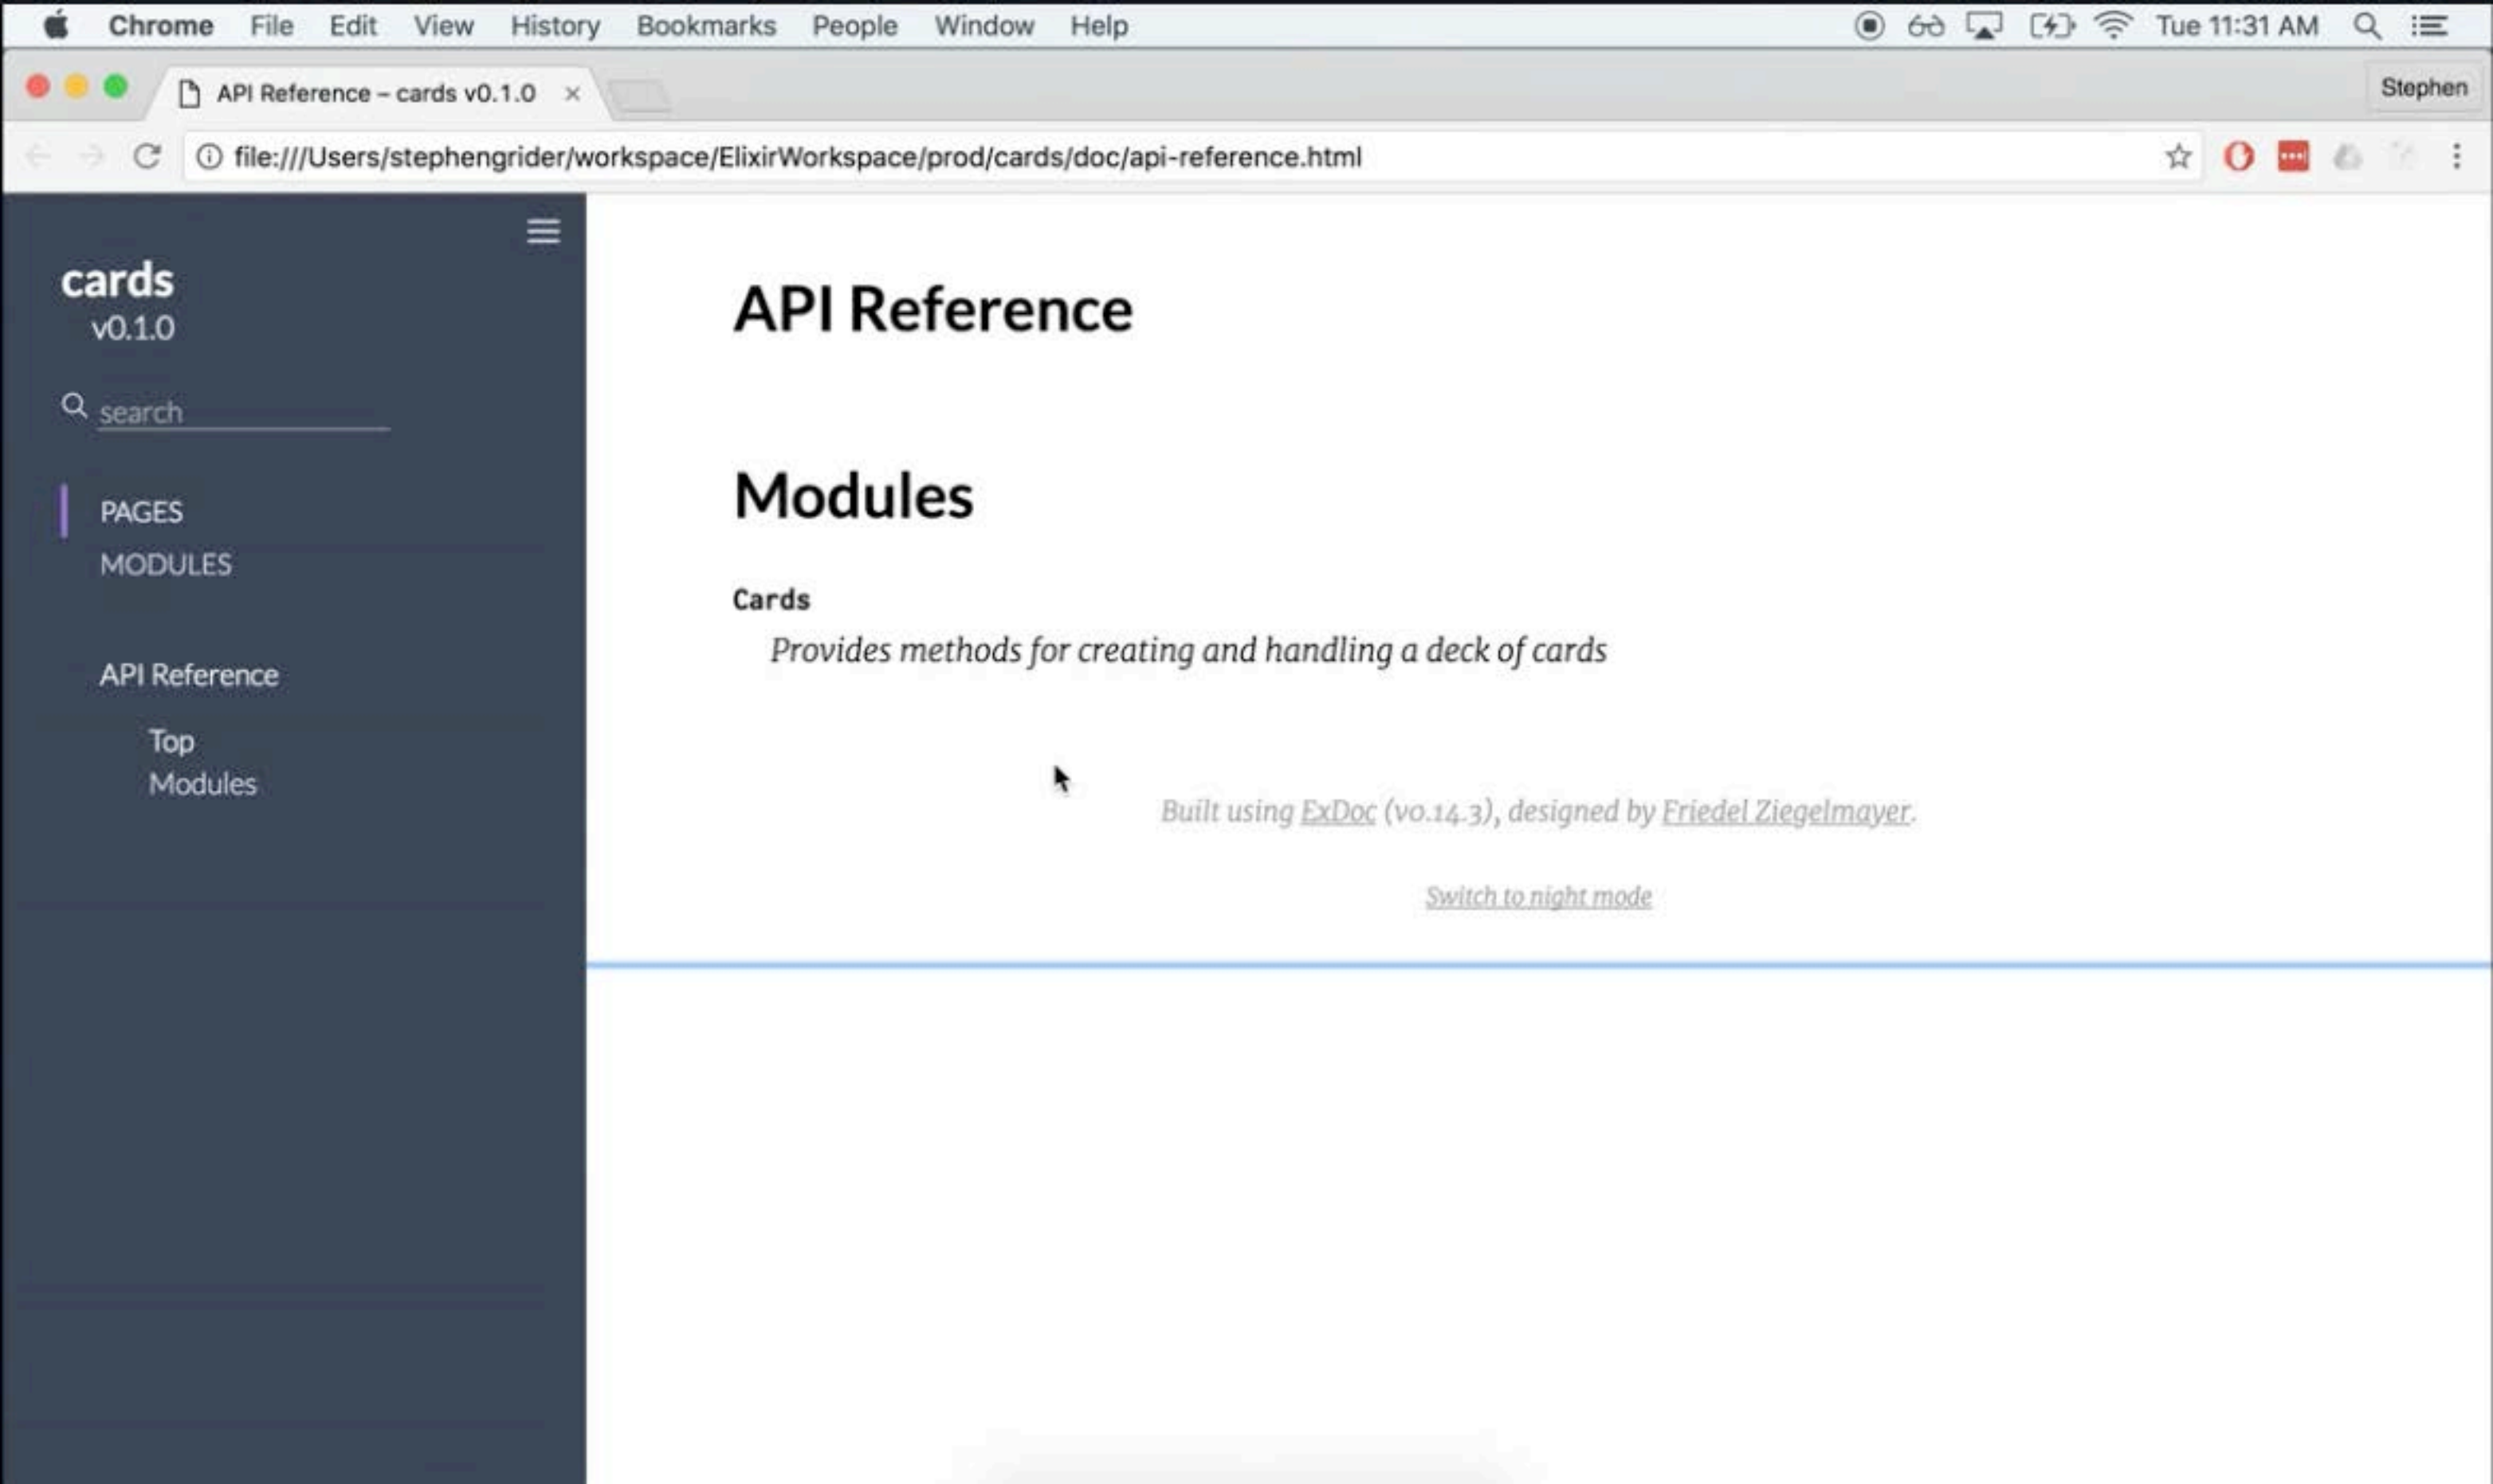 Chrome File Edit View History Bookmarks People Window Help Tue 11:31 AM
API Reference – cards v0.1.0
Stephen
file:///Users/stephengrider/workspace/ElixirWorkspace/prod/cards/doc/api-reference.html
cards
v0.1.0
search
PAGES
MODULES
API Reference
Top
Modules
API Reference
Modules
Cards
Provides methods for creating and handling a deck of cards
Built using ExDoc (v0.14.3), designed by Friedel Ziegelmayer.
Switch to night mode